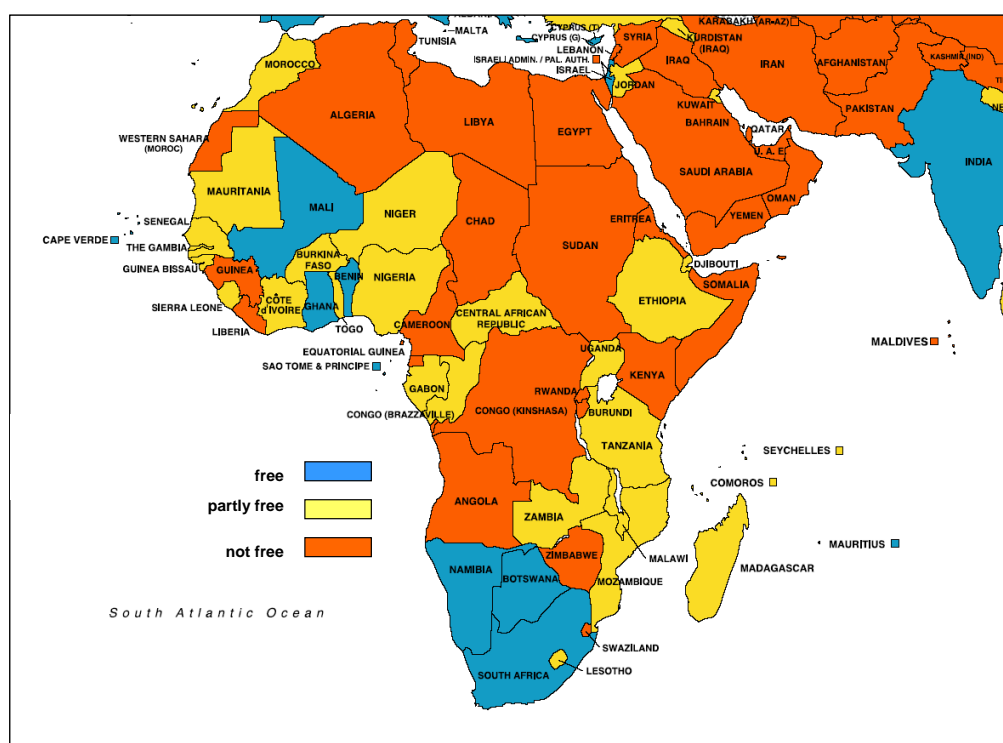 KARABAKH (AR-AZ)
MALTA
CYPRUS (T)
CYPRUS (G)
TUNISIA
SYRIA
KURDISTAN
(IRAQ)
LEBANON
ISRAELI ADMIN. / PAL. AUTH.
ISRAEL
MOROCCO
IRAQ
IRAN
AFGHANISTAN
KASHMIR (IND)
JORDAN
ALGERIA
LIBYA
EGYPT
KUWAIT
BAHRAIN
QATAR
U. A. E.
PAKISTAN
WESTERN SAHARA
(MOROC)
SAUDI ARABIA
INDIA
MAURITANIA
MALI
NIGER
CHAD
OMAN
YEMEN
ERITREA
SENEGAL
CAPE VERDE
THE GAMBIA
SUDAN
BURKINA
FASO
GUINEA BISSAU
GUINEA
BENIN
NIGERIA
DJIBOUTI
SOMALIA
ETHIOPIA
SIERRA LEONE
CÔTE
d'IVOIRE
GHANA
CENTRAL AFRICAN
REPUBLIC
LIBERIA
TOGO
CAMEROON
MALDIVES
EQUATORIAL GUINEA
UGANDA
SAO TOME & PRINCIPE
KENYA
GABON
RWANDA
CONGO (BRAZZAVILLE)
CONGO (KINSHASA)
BURUNDI
TANZANIA
SEYCHELLES
free
COMOROS
ANGOLA
partly free
ZAMBIA
MAURITIUS
not free
ZIMBABWE
MALAWI
NAMIBIA
MADAGASCAR
BOTSWANA
MOZAMBIQUE
South Atlantic Ocean
SWAZILAND
LESOTHO
SOUTH AFRICA